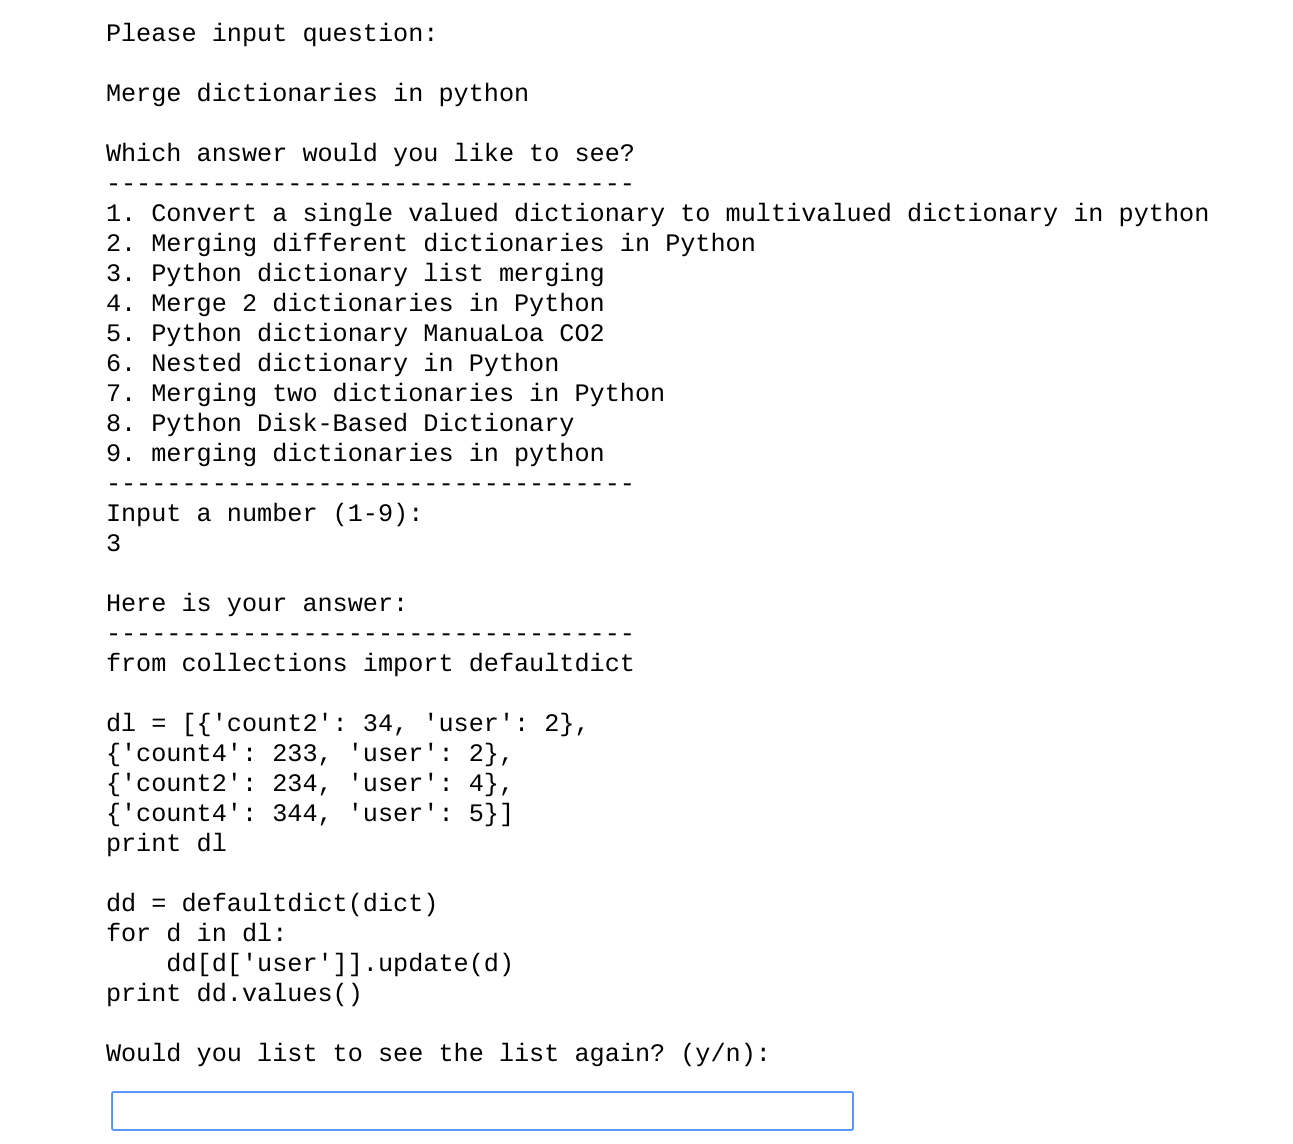 Please input question:
Merge dictionaries in python
Which answer would you like to see?
-----------------------------------
1. Convert a single valued dictionary to multivalued dictionary in python
2. Merging different dictionaries in Python
3. Python dictionary list merging
4. Merge 2 dictionaries in Python
5. Python dictionary ManuaLoa CO2
6. Nested dictionary in Python
7. Merging two dictionaries in Python
8. Python Disk-Based Dictionary
9. merging dictionaries in python
-----------------------------------
Input a number (1-9):
3
Here is your answer:
-----------------------------------
from collections import defaultdict
dl = [{'count2': 34, 'user': 2},
{'count4': 233, 'user': 2},
{'count2': 234, 'user': 4},
{'count4': 344, 'user': 5}]
print dl
dd = defaultdict(dict)
for d in dl:
    dd[d['user']].update(d)
print dd.values()
Would you list to see the list again? (y/n):